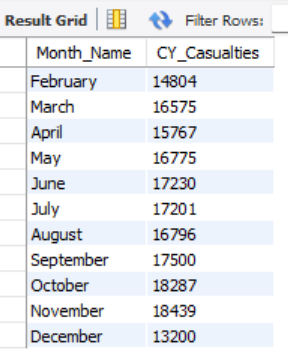 Result Grid Filter Rows:
Month_Name CY_Casualties
February 14804
March 16575
April 15767
May 16775
June 17230
July 17201
August 16796
September 17500
October 18287
November 18439
December 13200